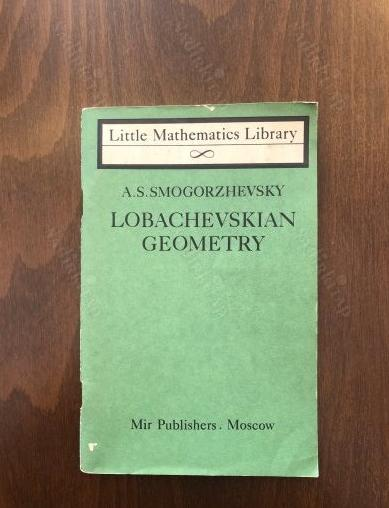 Little Mathematics Library
A.S.SMOGORZHEVSKY
LOBACHEVSKIAN
GEOMETRY
Mir Publishers. Moscow